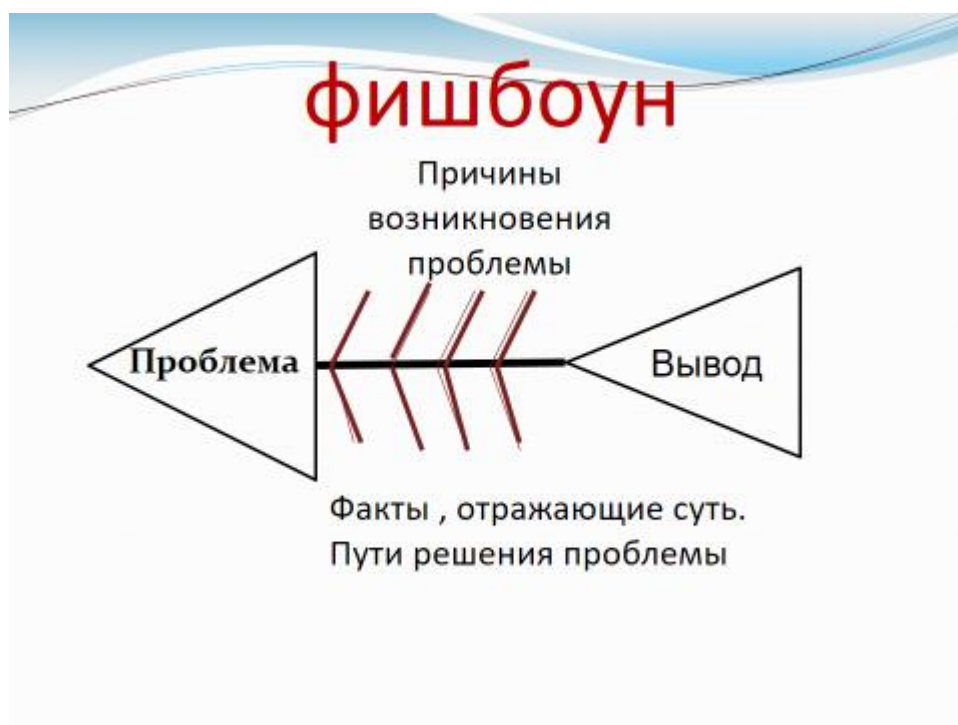 фишбоун
Причины
возникновения
проблемы
Проблема
Вывод
Факты , отражающие суть.
Пути решения проблемы